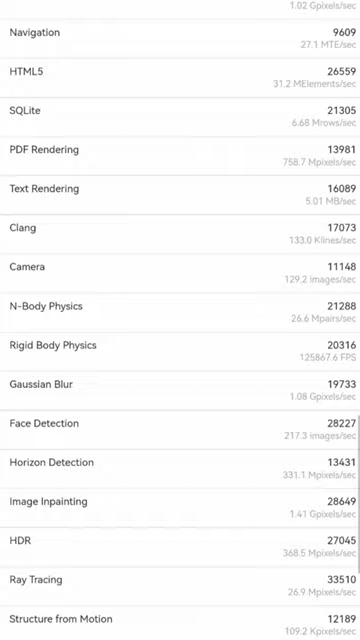 1.02 Gpixels/sec
Navigation 9609
27.1 MTE/sec
HTML5 26559
31.2 MElements/sec
SQLite 21305
6.68 Mrows/sec
PDF Rendering 13981
758.7 Mpixels/sec
Text Rendering 16089
5.01 MB/sec
Clang 17073
133.0 Klines/sec
Camera 11148
129.2 images/sec
N-Body Physics 21288
26.6 Mpairs/sec
Rigid Body Physics 20316
125867.6 FPS
Gaussian Blur 19733
1.08 Gpixels/sec
Face Detection 28227
217.3 images/sec
Horizon Detection 13431
331.1 Mpixels/sec
Image Inpainting 28649
1.41 Gpixels/sec
HDR 27045
368.5 Mpixels/sec
Ray Tracing 33510
26.9 Mpixels/sec
Structure from Motion 12189
109.2 Kpixels/sec